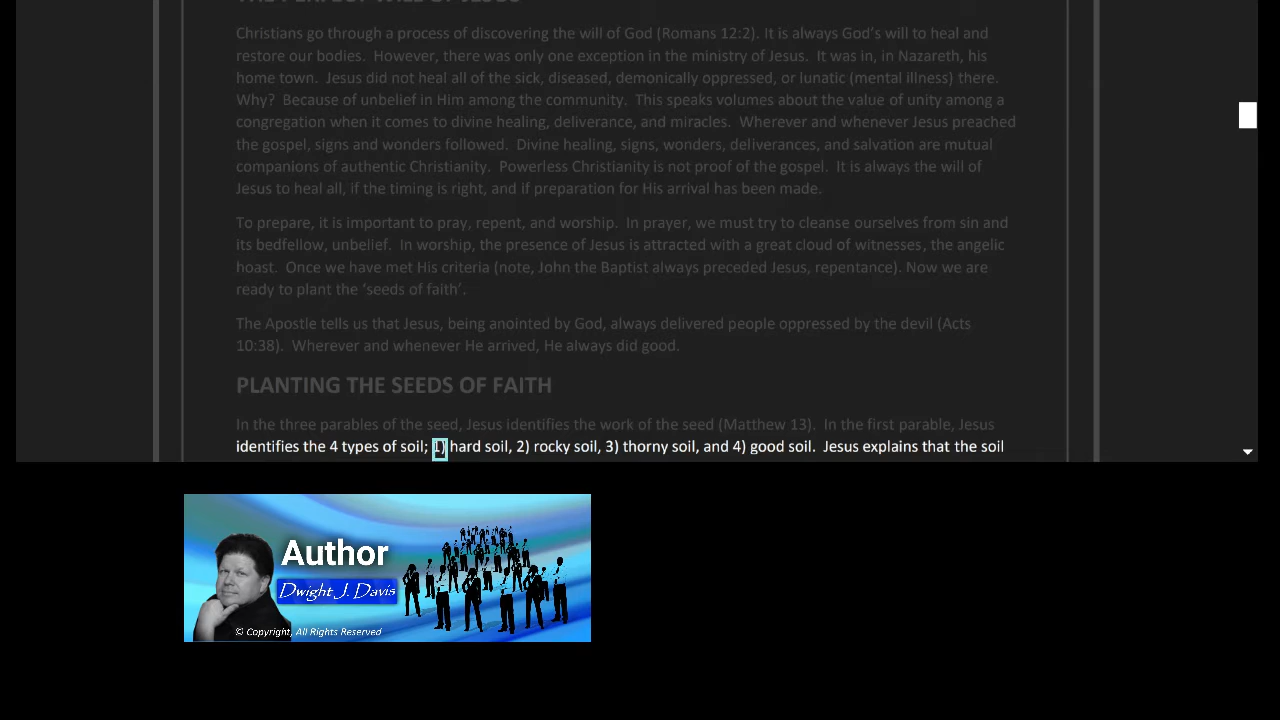 THE PERFECT WILL OF JESUS
Christians go through a process of discovering the will of God (Romans 12:2). It is always God's will to heal and
restore our bodies.  However, there was only one exception in the ministry of Jesus.  It was in, in Nazareth, his
home town.  Jesus did not heal all of the sick, diseased, demonically oppressed, or lunatic (mental illness) there.
Why?  Because of unbelief in Him among the community.  This speaks volumes about the value of unity among a
congregation when it comes to divine healing, deliverance, and miracles.  Wherever and whenever Jesus preached
the gospel, signs and wonders followed.  Divine healing, signs, wonders, deliverances, and salvation are mutual
companions of authentic Christianity.  Powerless Christianity is not proof of the gospel.  It is always the will of
Jesus to heal all, if the timing is right, and if preparation for His arrival has been made.
To prepare, it is important to pray, repent, and worship.  In prayer, we must try to cleanse ourselves from sin and
its bedfellow, unbelief.  In worship, the presence of Jesus is attracted with a great cloud of witnesses, the angelic
hoast.  Once we have met His criteria (note, John the Baptist always preceded Jesus, repentance). Now we are
ready to plant the 'seeds of faith'.
The Apostle tells us that Jesus, being anointed by God, always delivered people oppressed by the devil (Acts
10:38).  Wherever and whenever He arrived, He always did good.
PLANTING THE SEEDS OF FAITH
In the three parables of the seed, Jesus identifies the work of the seed (Matthew 13).  In the first parable, Jesus
identifies the 4 types of soil; 1) hard soil, 2) rocky soil, 3) thorny soil, and 4) good soil.  Jesus explains that the soil
Author
Dwight J. Davis
© Copyright, All Rights Reserved